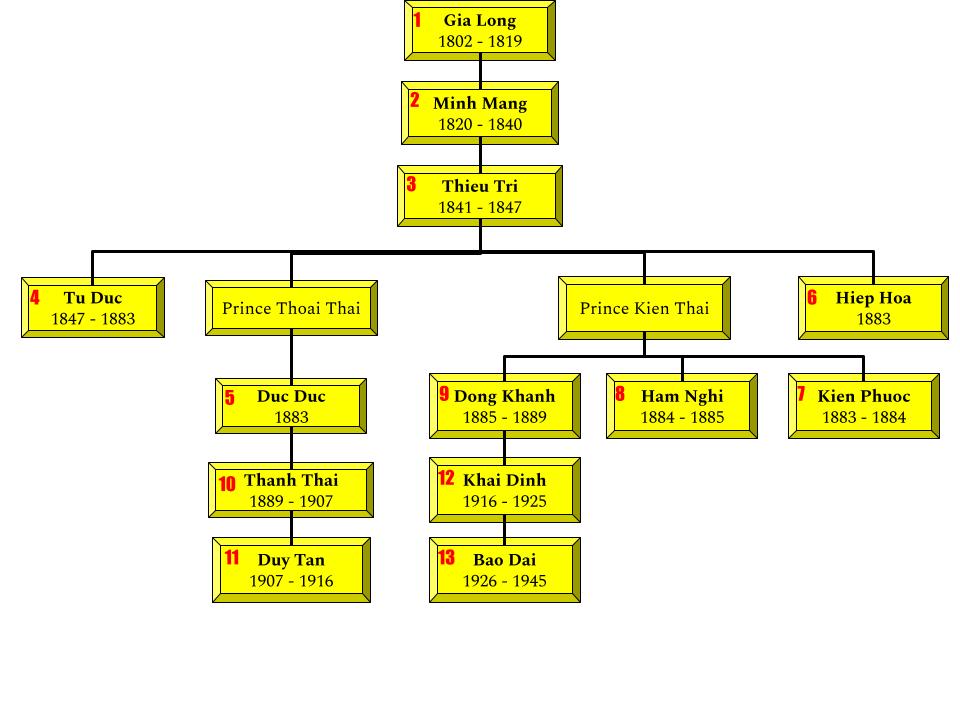 1 Gia Long
1802 - 1819
2 Minh Mang
1820 - 1840
3 Thieu Tri
1841 - 1847
4 Tu Duc
1847 - 1883
Prince Thoai Thai
Prince Kien Thai
6 Hiep Hoa
1883
5 Duc Duc
1883
9 Dong Khanh
1885 - 1889
8 Ham Nghi
1884 - 1885
7 Kien Phuoc
1883 - 1884
10 Thanh Thai
1889 - 1907
12 Khai Dinh
1916 - 1925
11 Duy Tan
1907 - 1916
13 Bao Dai
1926 - 1945